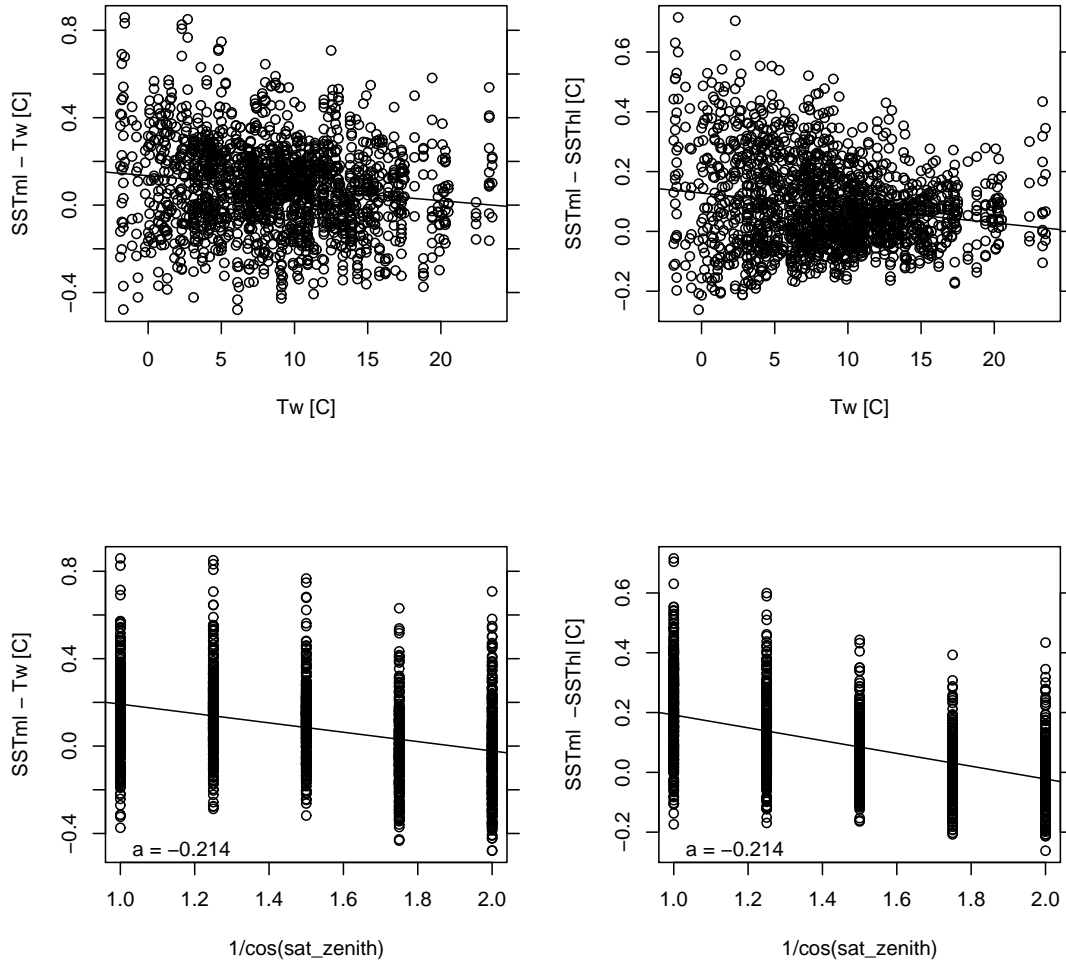 SSTml − Tw [C]
0.8
0.4
0.0
−0.4
0 5 10 15 20
Tw [C]
SSTml − SSThl [C]
0.6
0.4
0.2
0.0
−0.2
0 5 10 15 20
Tw [C]
SSTml − Tw [C]
0.8
0.4
0.0
−0.4
a = −0.214
1.0 1.2 1.4 1.6 1.8 2.0
1/cos(sat_zenith)
SSTml −SSThl [C]
0.6
0.4
0.2
0.0
−0.2
a = −0.214
1.0 1.2 1.4 1.6 1.8 2.0
1/cos(sat_zenith)